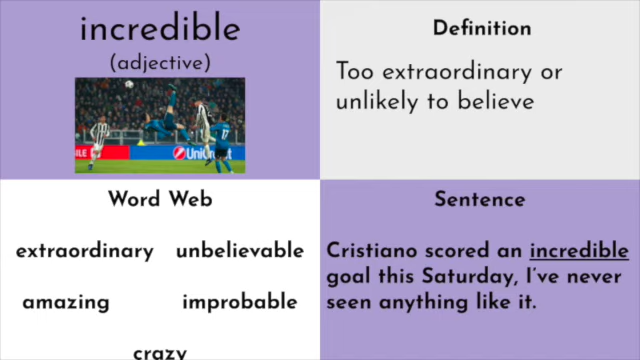 incredible
(adjective)
UniCredit
17
Definition
Too extraordinary or
unlikely to believe
Word Web
extraordinary unbelievable
amazing improbable
crazy
Sentence
Cristiano scored an incredible
goal this Saturday, I've never
seen anything like it.